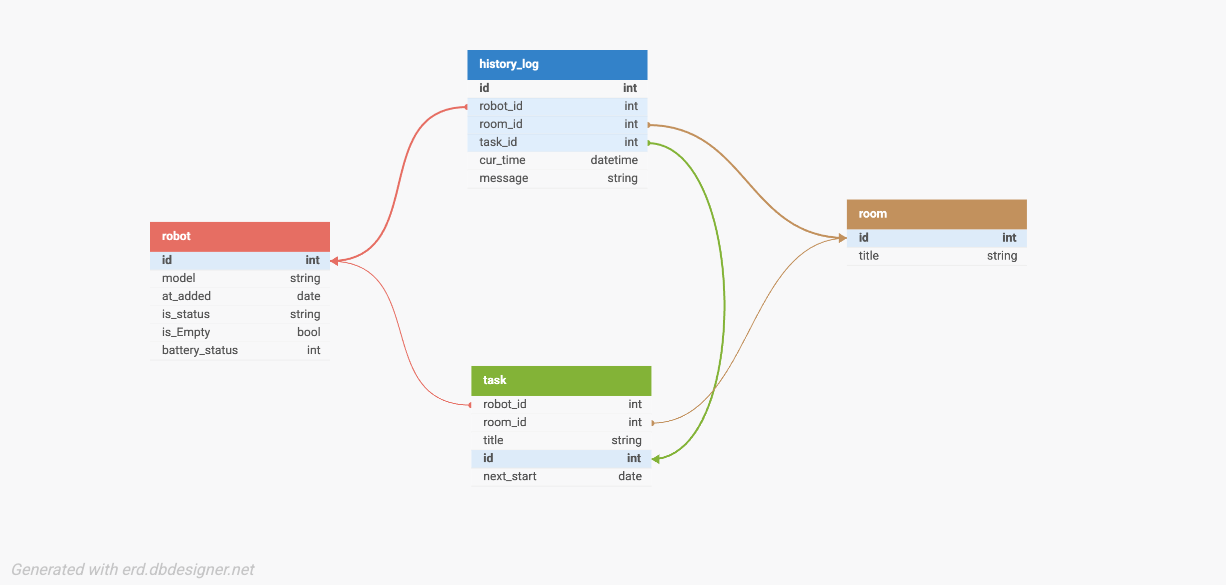 history_log
id int
robot_id int
room_id int
task_id int
cur_time datetime
message string
robot
id int
model string
at_added date
is_status string
is_Empty bool
battery_status int
room
id int
title string
task
robot_id int
room_id int
title string
id int
next_start date
Generated with erd.dbdesigner.net